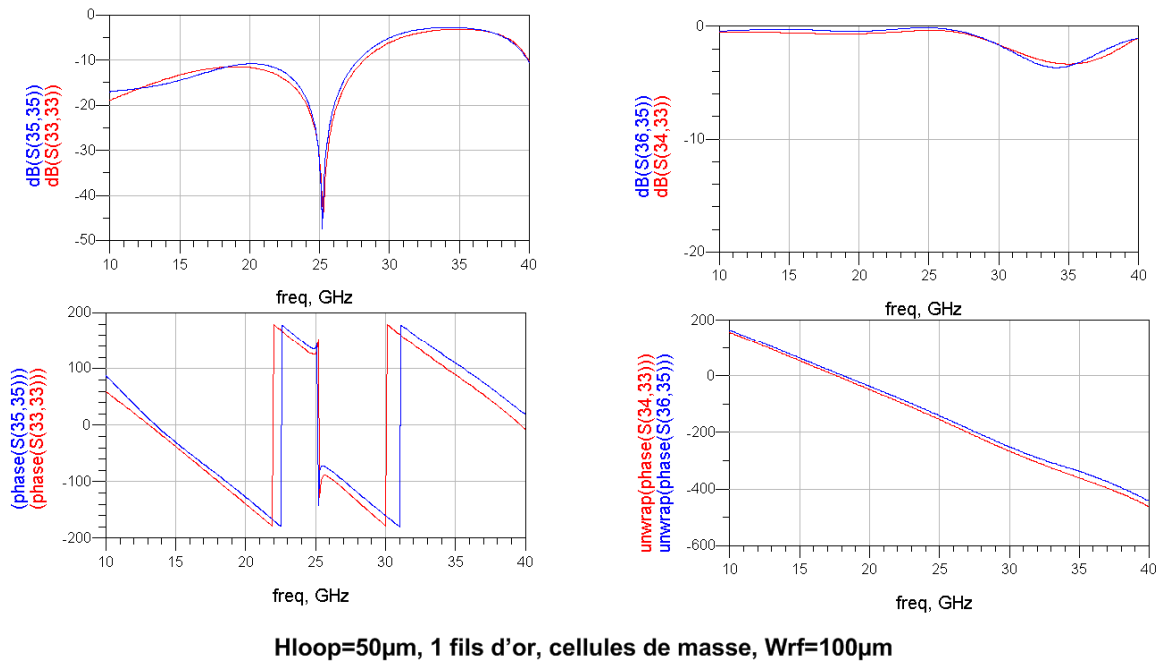 0
-10
-20
-30
-40
-50
10 15 20 25 30 35 40
freq, GHz
dB(S(35,35))
dB(S(33,33))
0
-10
-20
10 15 20 25 30 35 40
freq, GHz
dB(S(36,35))
dB(S(34,33))
200
100
0
-100
-200
10 15 20 25 30 35 40
freq, GHz
(phase(S(35,35)))
(phase(S(33,33)))
200
0
-200
-400
-600
10 15 20 25 30 35 40
freq, GHz
unwrap(phase(S(34,33)))
unwrap(phase(S(36,35)))
Hloop=50µm, 1 fils d’or, cellules de masse, Wrf=100µm